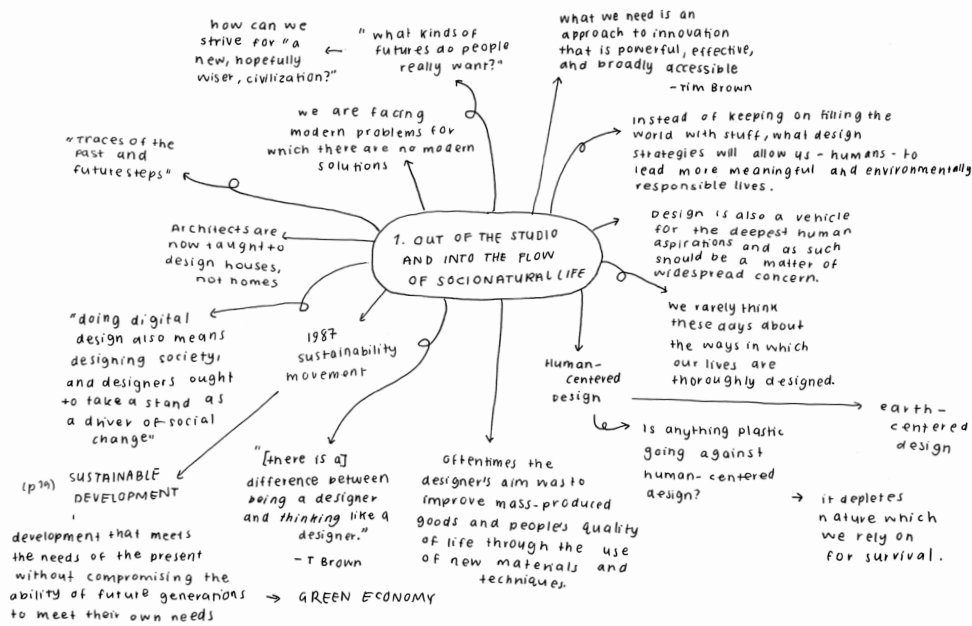 how can we
strive for "a
new, hopefully
wiser, civilization?"
"what kinds of
futures do people
really want?"
what we need is an
approach to innovation
that is powerful, effective,
and broadly accessible
- Tim Brown
we are facing
modern problems for
which there are no modern
solutions
instead of keeping on filling the
world with stuff, what design
strategies will allow us - humans - to
lead more meaningful and environmentally
responsible lives.
"Traces of the
past and
future steps"
Architects are
now taught to
design houses,
not homes
1. OUT OF THE STUDIO
AND INTO THE FLOW
OF SOCIONATURAL LIFE
Design is also a vehicle
for the deepest human
aspirations and as such
should be a matter of
widespread concern.
we rarely think
these days about
the ways in which
our lives are
thoroughly designed.
"doing digital
design also means
designing society,
and designers ought
to take a stand as
a driver of social
change"
1987
sustainability
movement
Human-
centered
Design
earth-
centered
design
Is anything plastic
going against
human-centered
design?
it depletes
nature which
we rely on
for survival.
(p 19) SUSTAINABLE
DEVELOPMENT
development that meets
the needs of the present
without compromising the
ability of future generations
to meet their own needs
GREEN ECONOMY
"[there is a]
difference between
being a designer
and thinking like a
designer."
- T Brown
oftentimes the
designer's aim was to
improve mass-produced
goods and people's quality
of life through the use
of new materials and
techniques.